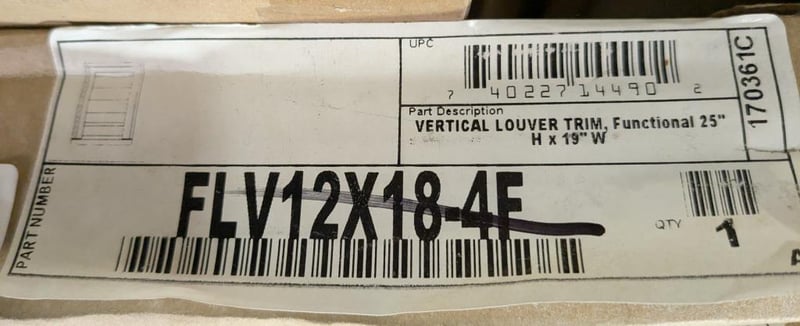 UPC
7 40227 14490 2
170361C
Part Description
VERTICAL LOUVER TRIM, Functional 25"
H x 19" W
PART NUMBER
FLV12X18-4F
QTY
1